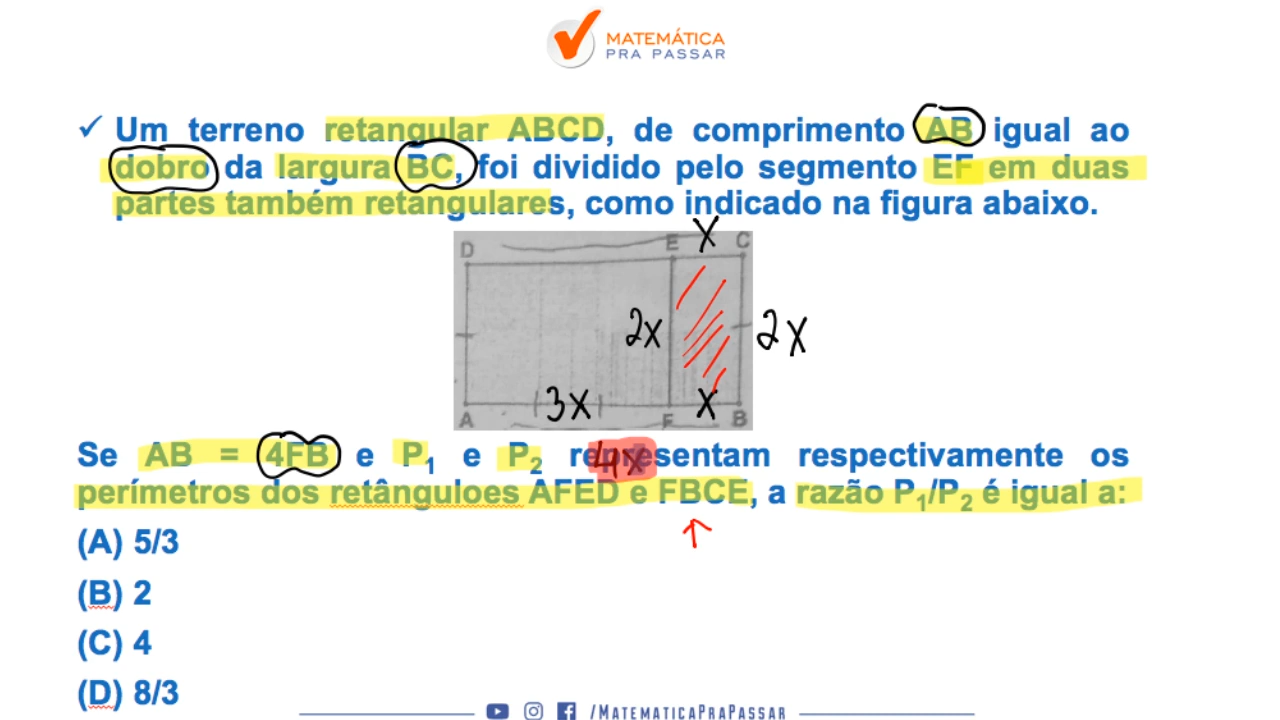 MATEMÁTICA
PRA PASSAR
✓ Um terreno retangular ABCD, de comprimento AB igual ao
dobro da largura BC, foi dividido pelo segmento EF em duas
partes também retangulares, como indicado na figura abaixo.
X
D E C
2X 2X
3X X
A F B
Se AB = 4FB e P₁ e P₂ representam respectivamente os
4X
perímetros dos retânguloes AFED e FBCE, a razão P₁/P₂ é igual a:
(A) 5/3
(B) 2
(C) 4
(D) 8/3
/MATEMATICAPRAPASSAR